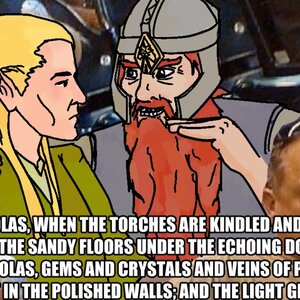 OLAS, WHEN THE TORCHES ARE KINDLED AND
THE SANDY FLOORS UNDER THE ECHOING DO
OLAS, GEMS AND CRYSTALS AND VEINS OF
IN THE POLISHED WALLS; AND THE LIGHT G